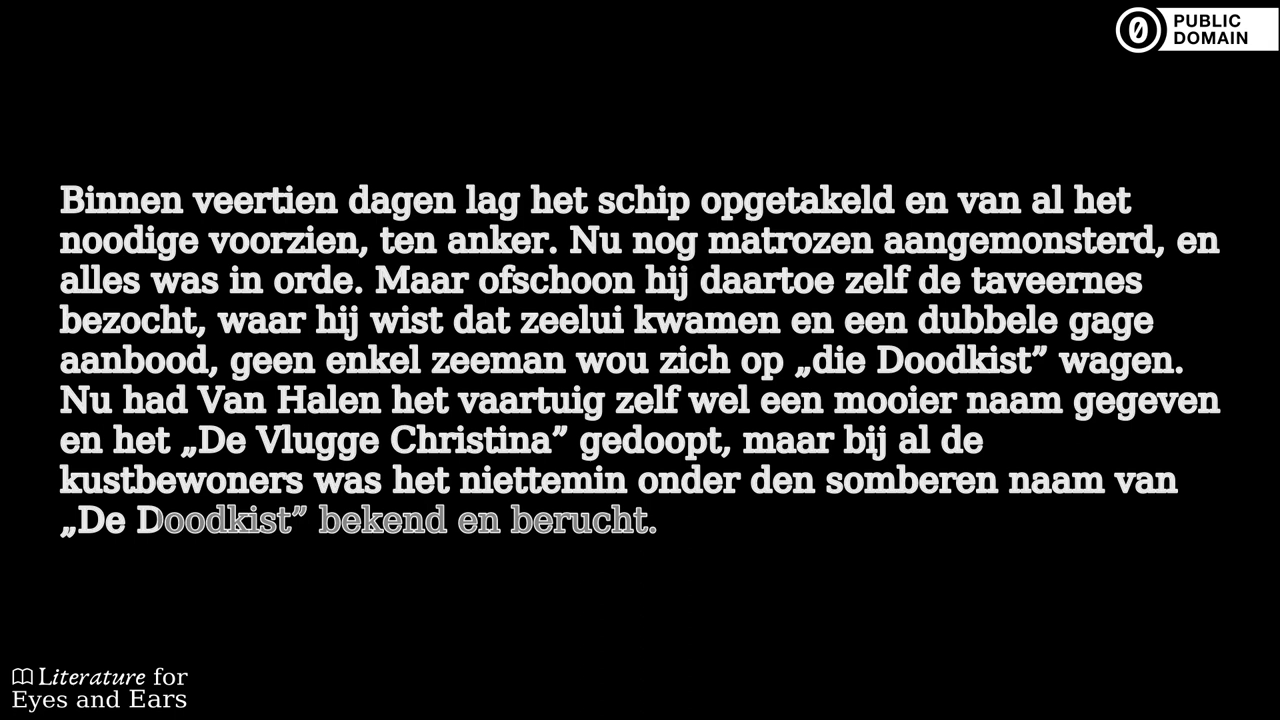 PUBLIC
DOMAIN
Binnen veertien dagen lag het schip opgetakeld en van al het
noodige voorzien, ten anker. Nu nog matrozen aangemonsterd, en
alles was in orde. Maar ofschoon hij daartoe zelf de taveernes
bezocht, waar hij wist dat zeelui kwamen en een dubbele gage
aanbood, geen enkel zeeman wou zich op „die Doodkist” wagen.
Nu had Van Halen het vaartuig zelf wel een mooier naam gegeven
en het „De Vlugge Christina” gedoopt, maar bij al de
kustbewoners was het niettemin onder den somberen naam van
„De Doodkist” bekend en berucht.
Literature for
Eyes and Ears